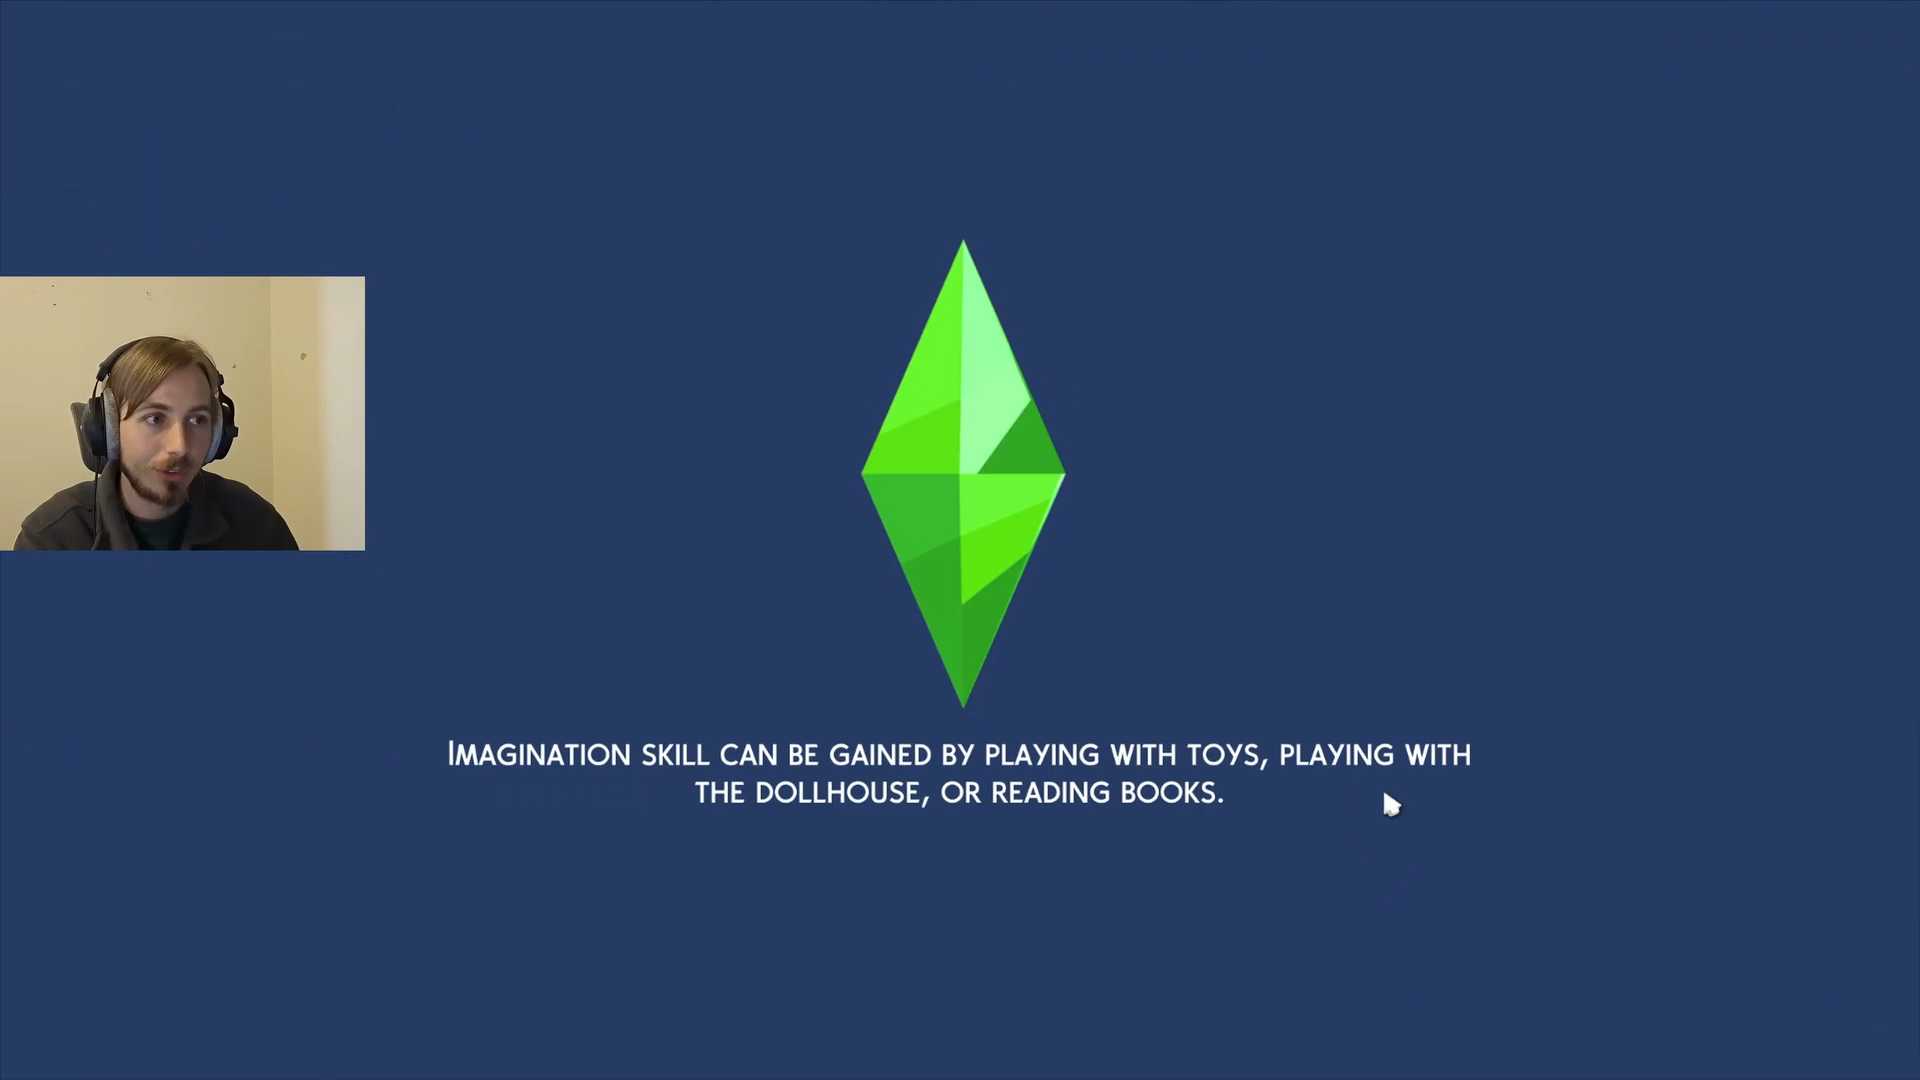 IMAGINATION SKILL CAN BE GAINED BY PLAYING WITH TOYS, PLAYING WITH
THE DOLLHOUSE, OR READING BOOKS.